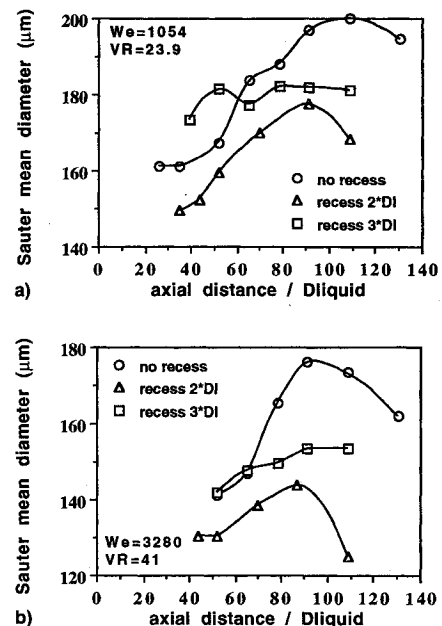 200
180
160
140
Sauter mean diameter (µm)
We=1054
VR=23.9
no recess
recess 2*Dl
recess 3*Dl
0 20 40 60 80 100 120 140
a)
axial distance / Dliquid
180
160
140
120
Sauter mean diameter (µm)
no recess
recess 2*Dl
recess 3*Dl
We=3280
VR=41
0 20 40 60 80 100 120 140
b)
axial distance / Dliquid